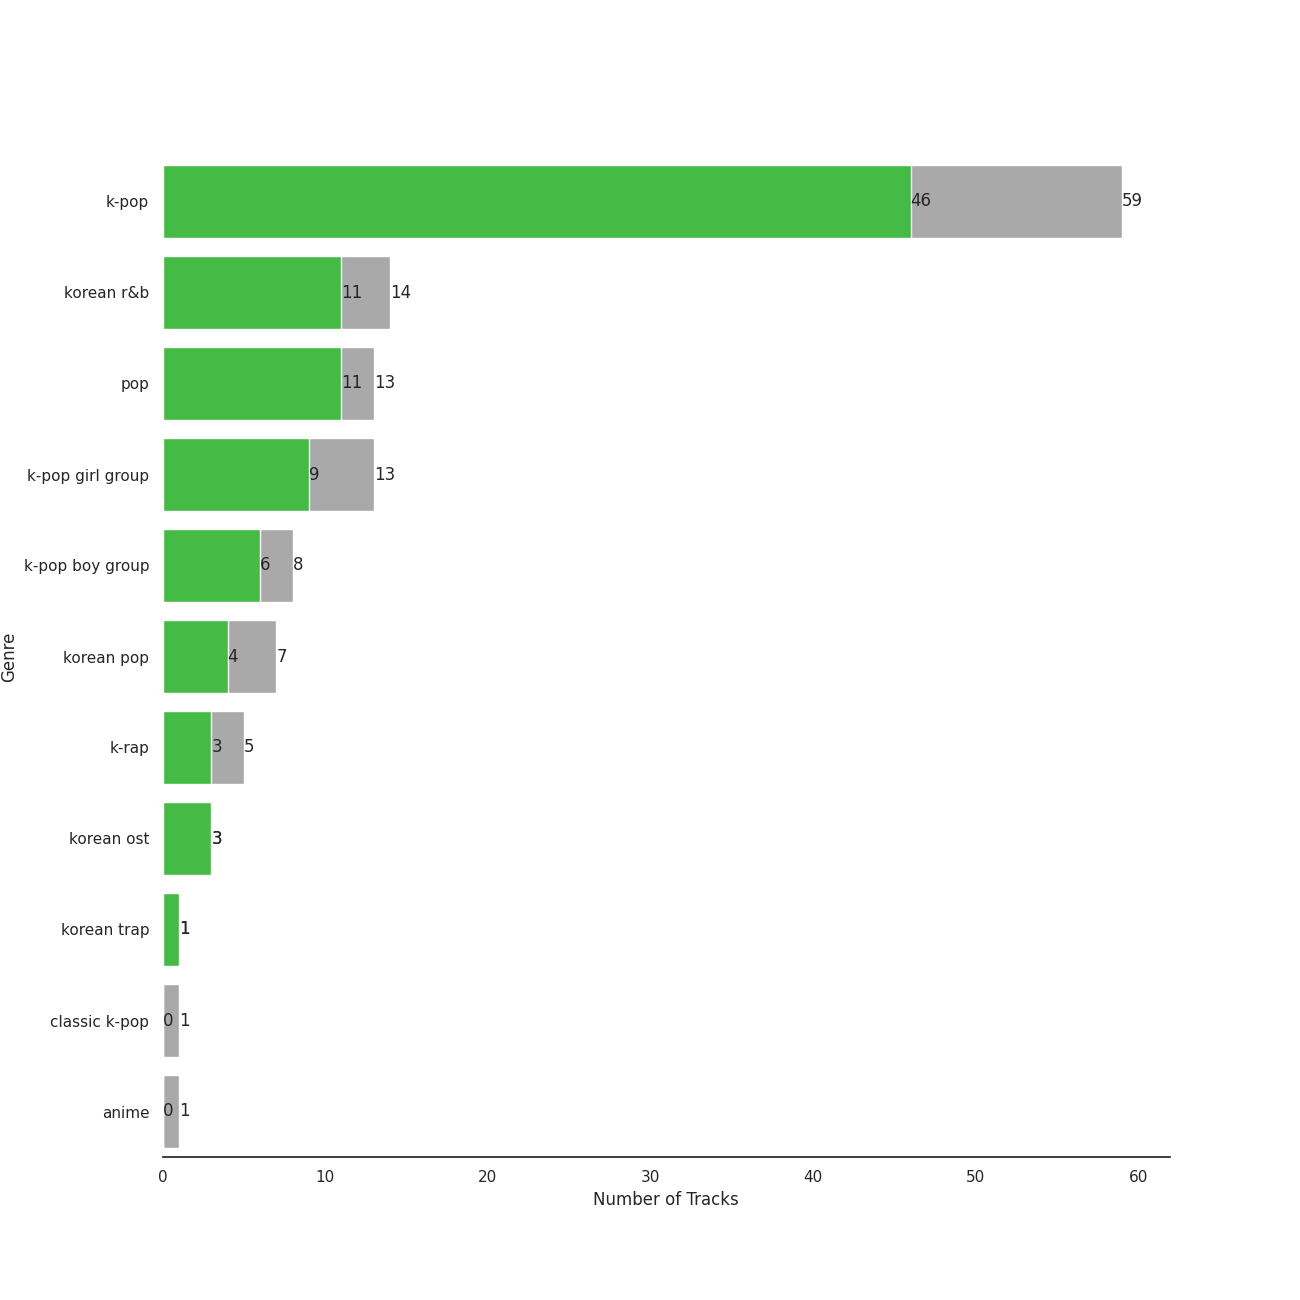 k-pop 46 59
korean r&b 11 14
pop 11 13
k-pop girl group 9 13
k-pop boy group 6 8
korean pop 4 7
k-rap 3 5
korean ost 3
korean trap 1
classic k-pop 0 1
anime 0 1
Genre
0 10 20 30 40 50 60
Number of Tracks